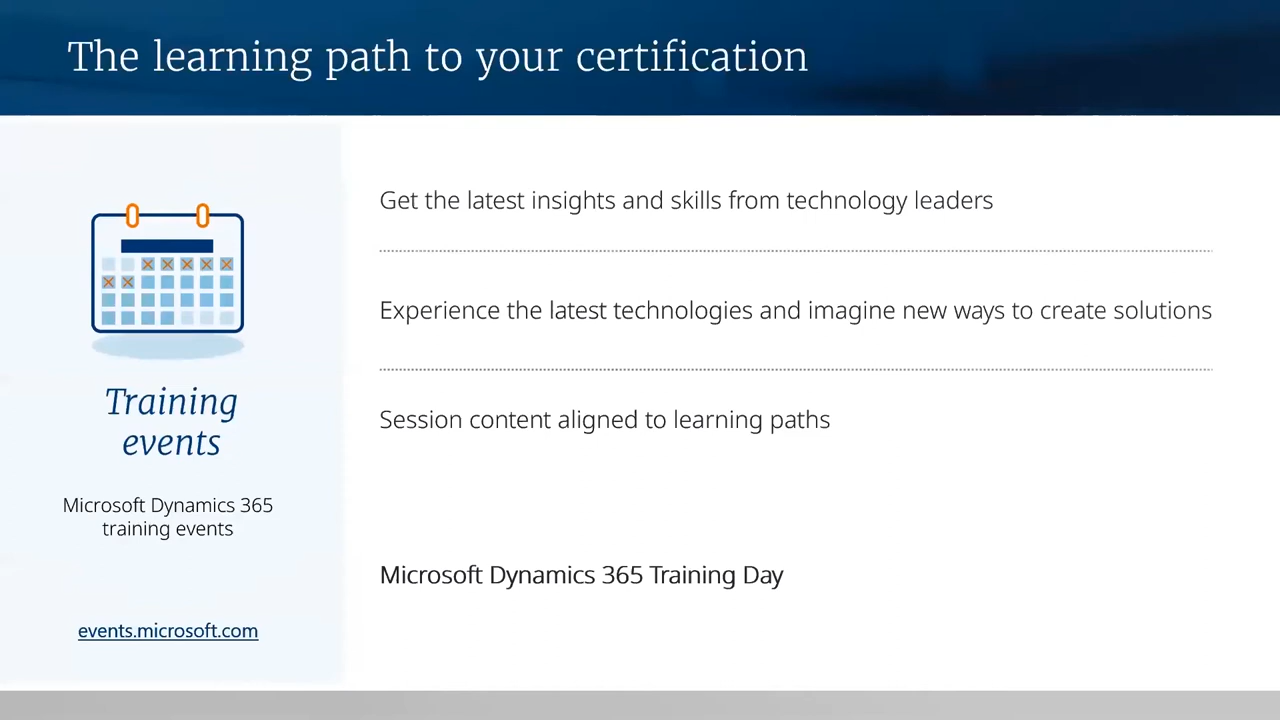 The learning path to your certification
Training
events
Microsoft Dynamics 365
training events
events.microsoft.com
Get the latest insights and skills from technology leaders
Experience the latest technologies and imagine new ways to create solutions
Session content aligned to learning paths
Microsoft Dynamics 365 Training Day